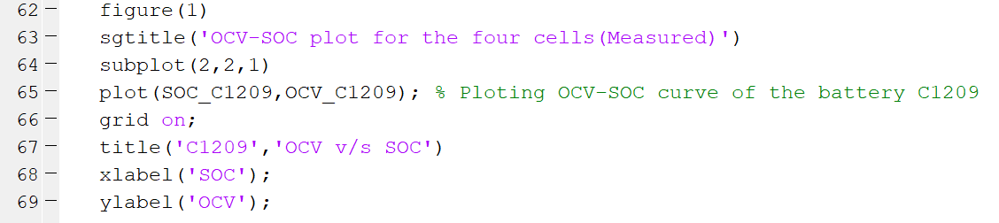 62 – figure(1)
63 – sgtitle('OCV-SOC plot for the four cells(Measured)')
64 – subplot(2,2,1)
65 – plot(SOC_C1209,OCV_C1209); % Ploting OCV-SOC curve of the battery C1209
66 – grid on;
67 – title('C1209','OCV v/s SOC')
68 – xlabel('SOC');
69 – ylabel('OCV');